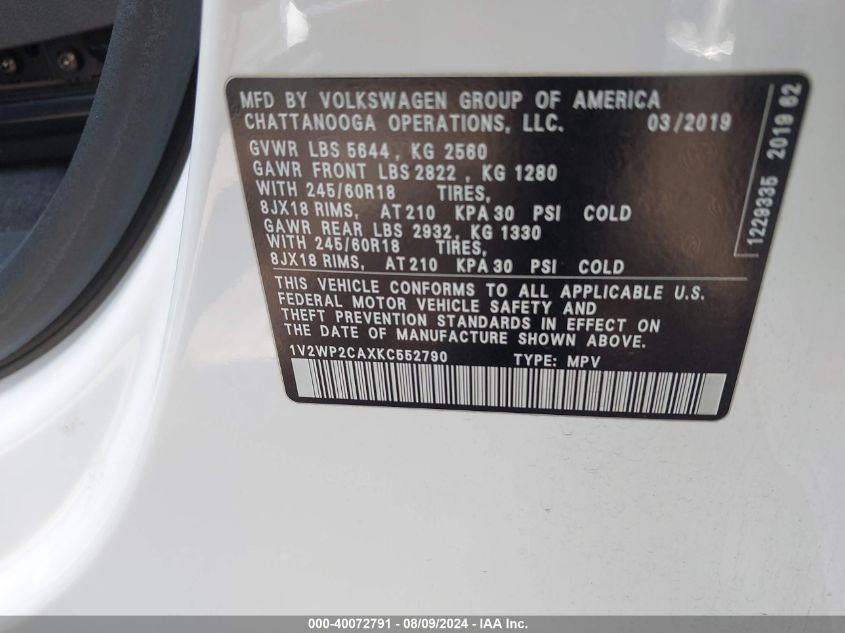 MFD BY VOLKSWAGEN GROUP OF AMERICA
CHATTANOOGA OPERATIONS, LLC. 03/2019
GVWR LBS 5644 , KG 2560
GAWR FRONT LBS 2822 , KG 1280
WITH 245/60R18 TIRES,
8JX18 RIMS, AT 210 KPA 30 PSI COLD
GAWR REAR LBS 2932, KG 1330
WITH 245/60R18 TIRES,
8JX18 RIMS, AT 210 KPA 30 PSI COLD
THIS VEHICLE CONFORMS TO ALL APPLICABLE U.S.
FEDERAL MOTOR VEHICLE SAFETY AND
THEFT PREVENTION STANDARDS IN EFFECT ON
THE DATE OF MANUFACTURE SHOWN ABOVE.
1V2WP2CAXKC552790 TYPE: MPV
1229335 2019 62
000-40072791 - 08/09/2024 - IAA Inc.